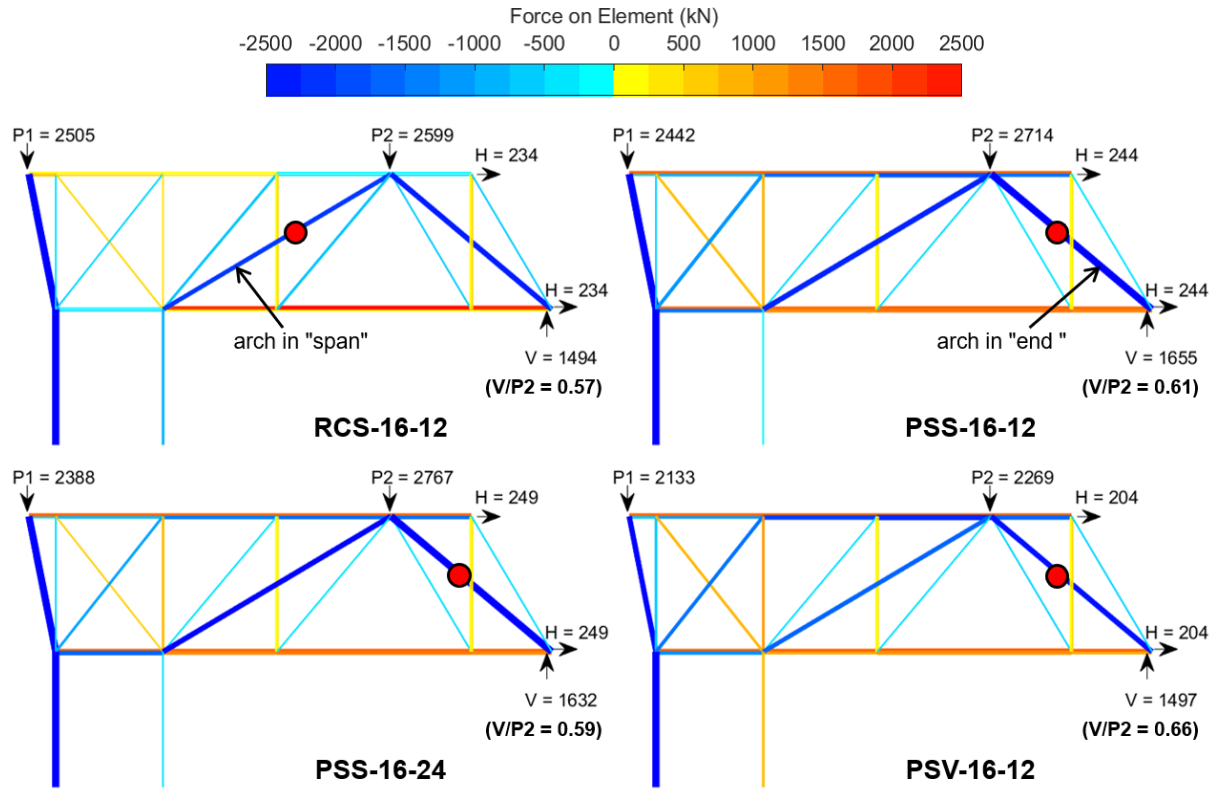 Force on Element (kN)
-2500 -2000 -1500 -1000 -500 0 500 1000 1500 2000 2500
P1 = 2505
P2 = 2599
H = 234
H = 234
arch in "span"
V = 1494
(V/P2 = 0.57)
RCS-16-12
P1 = 2442
P2 = 2714
H = 244
H = 244
arch in "end "
V = 1655
(V/P2 = 0.61)
PSS-16-12
P1 = 2388
P2 = 2767
H = 249
H = 249
V = 1632
(V/P2 = 0.59)
PSS-16-24
P1 = 2133
P2 = 2269
H = 204
H = 204
V = 1497
(V/P2 = 0.66)
PSV-16-12